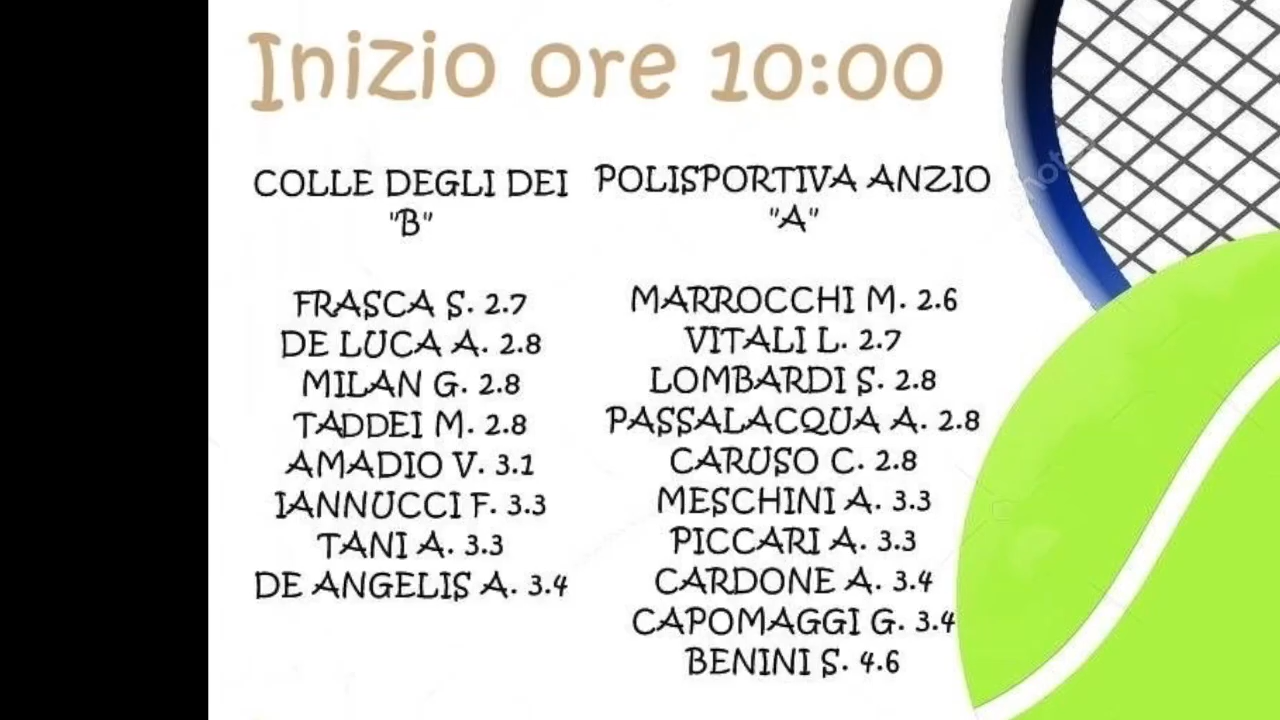 Inizio ore 10:00
COLLE DEGLI DEI
"B"
FRASCA S. 2.7
DE LUCA A. 2.8
MILAN G. 2.8
TADDEI M. 2.8
AMADIO V. 3.1
IANNUCCI F. 3.3
TANI A. 3.3
DE ANGELIS A. 3.4
POLISPORTIVA ANZIO
"A"
MARROCCHI M. 2.6
VITALI L. 2.7
LOMBARDI S. 2.8
PASSALACQUA A. 2.8
CARUSO C. 2.8
MESCHINI A. 3.3
PICCARI A. 3.3
CARDONE A. 3.4
CAPOMAGGI G. 3.4
BENINI S. 4.6